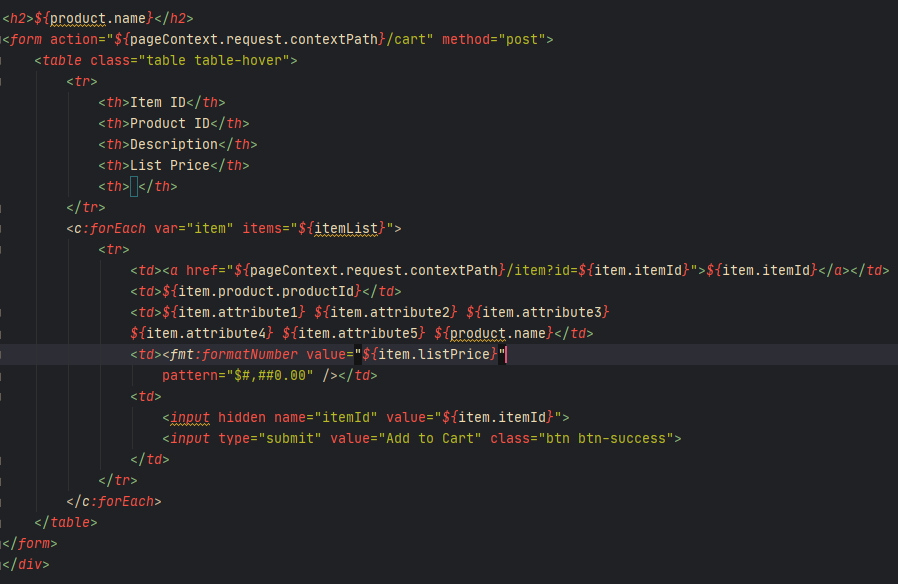 <h2>${product.name}</h2>
<form action="${pageContext.request.contextPath}/cart" method="post">
<table class="table table-hover">
<tr>
<th>Item ID</th>
<th>Product ID</th>
<th>Description</th>
<th>List Price</th>
<th> </th>
</tr>
<c:forEach var="item" items="${itemList}">
<tr>
<td><a href="${pageContext.request.contextPath}/item?id=${item.itemId}">${item.itemId}</a></td>
<td>${item.product.productId}</td>
<td>${item.attribute1} ${item.attribute2} ${item.attribute3}
${item.attribute4} ${item.attribute5} ${product.name}</td>
<td><fmt:formatNumber value="${item.listPrice}"
pattern="$#,##0.00" /></td>
<td>
<input hidden name="itemId" value="${item.itemId}">
<input type="submit" value="Add to Cart" class="btn btn-success">
</td>
</tr>
</c:forEach>
</table>
</form>
</div>